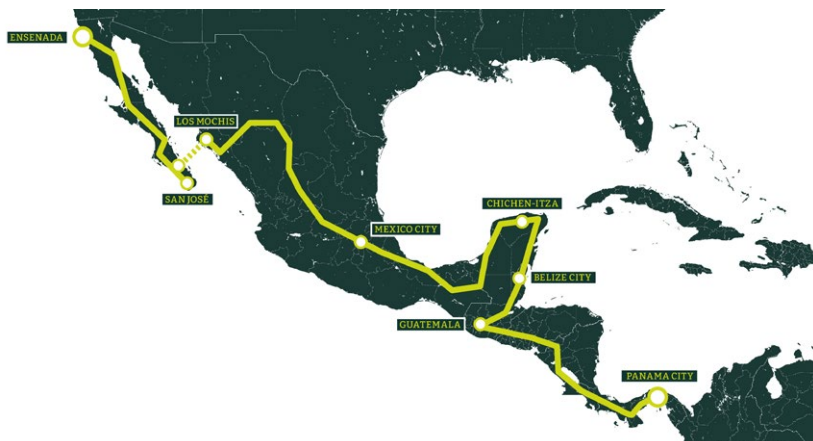 ENSENADA
LOS MOCHIS
SAN JOSÉ
CHICHEN-ITZA
MEXICO CITY
BELIZE CITY
GUATEMALA
PANAMA CITY